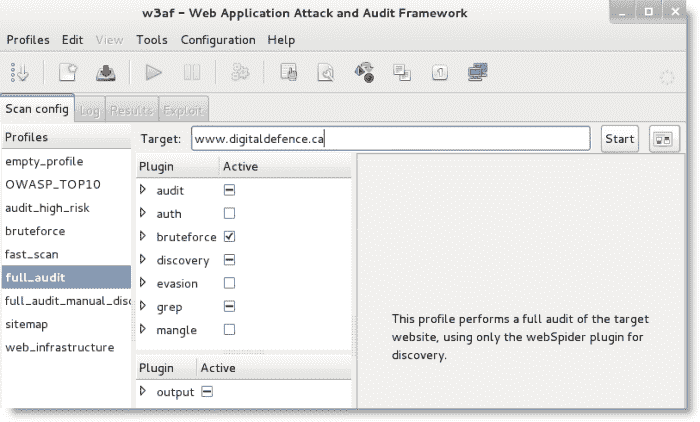 w3af – Web Application Attack and Audit Framework
Profiles Edit View Tools Configuration Help
Scan config Log Results Exploit
Profiles
empty_profile
OWASP_TOP10
audit_high_risk
bruteforce
fast_scan
full_audit
full_audit_manual_disc
sitemap
web_infrastructure
Target: www.digitaldefence.ca Start
Plugin Active
audit
auth
bruteforce
discovery
evasion
grep
mangle
Plugin Active
output
This profile performs a full audit of the target
website, using only the webSpider plugin for
discovery.